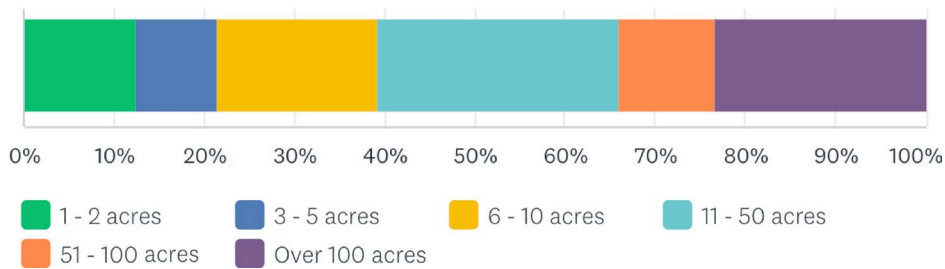 0% 10% 20% 30% 40% 50% 60% 70% 80% 90% 100%
1 - 2 acres 3 - 5 acres 6 - 10 acres 11 - 50 acres
51 - 100 acres Over 100 acres